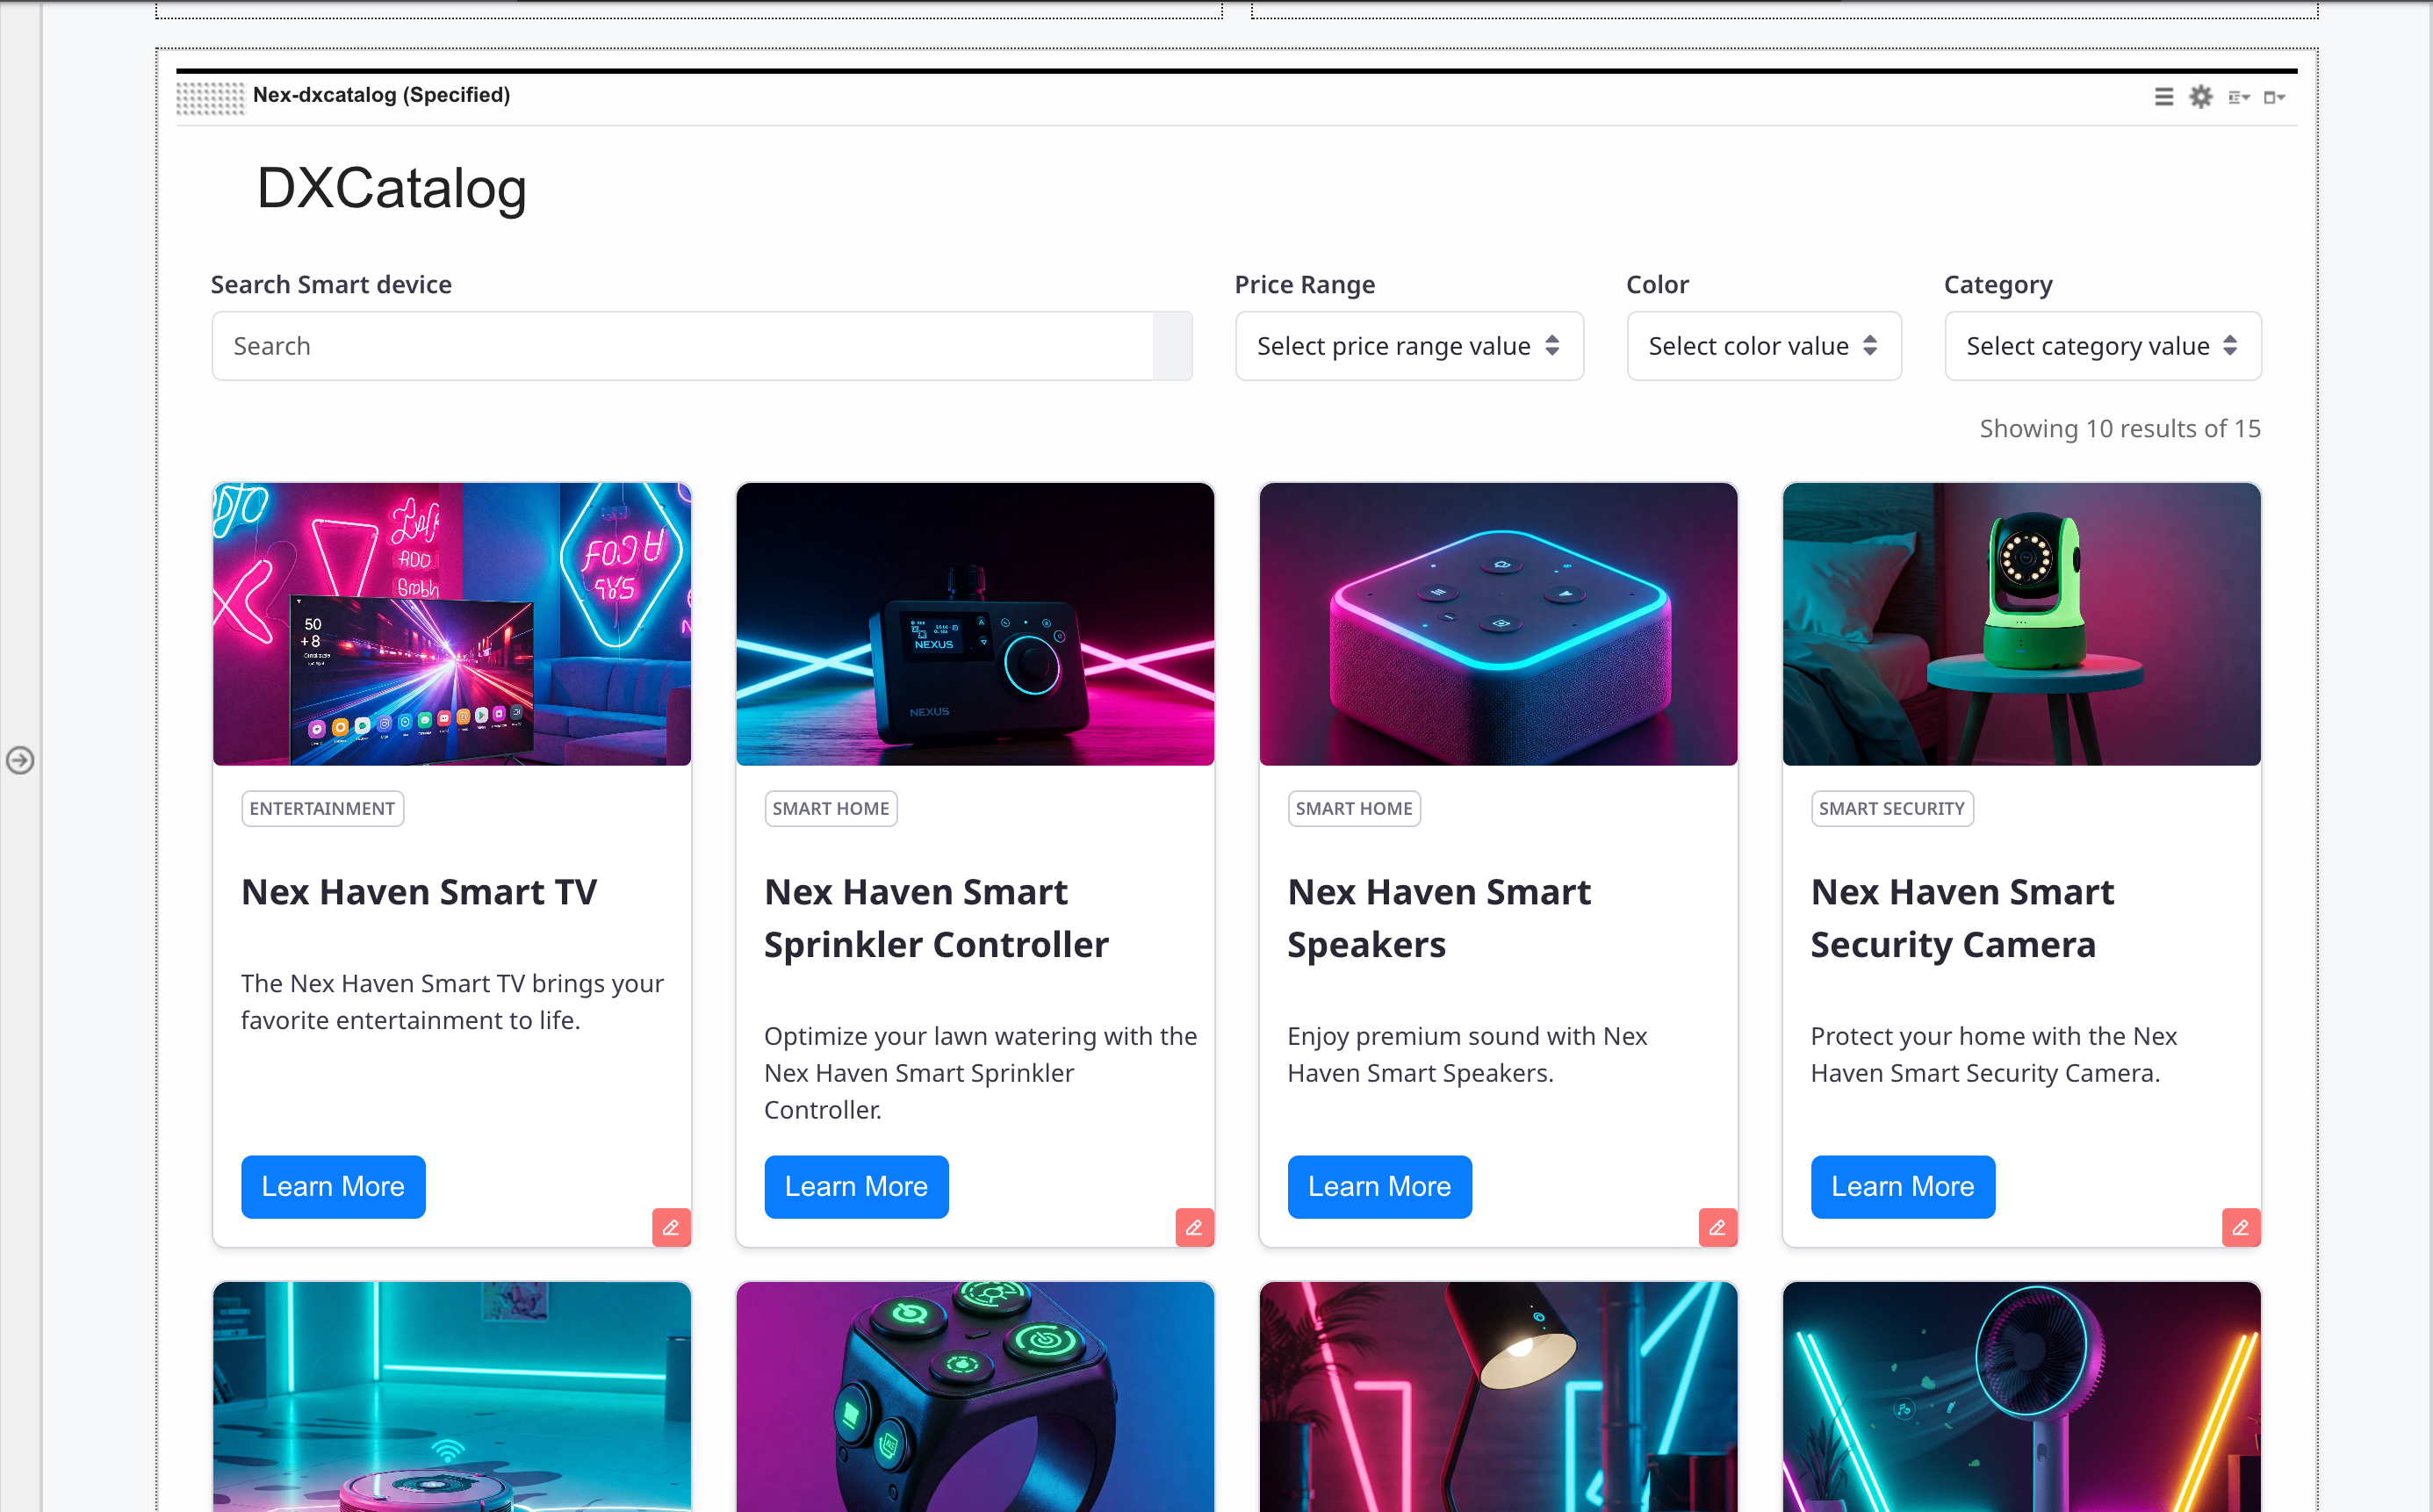 Nex-dxcatalog (Specified)
DXCatalog
Search Smart device
Price Range
Color
Category
Search
Select price range value
Select color value
Select category value
Showing 10 results of 15
50
+8
NEXUS
NEXUS
ENTERTAINMENT
Nex Haven Smart TV
The Nex Haven Smart TV brings your
favorite entertainment to life.
Learn More
SMART HOME
Nex Haven Smart
Sprinkler Controller
Optimize your lawn watering with the
Nex Haven Smart Sprinkler
Controller.
Learn More
SMART HOME
Nex Haven Smart
Speakers
Enjoy premium sound with Nex
Haven Smart Speakers.
Learn More
SMART SECURITY
Nex Haven Smart
Security Camera
Protect your home with the Nex
Haven Smart Security Camera.
Learn More